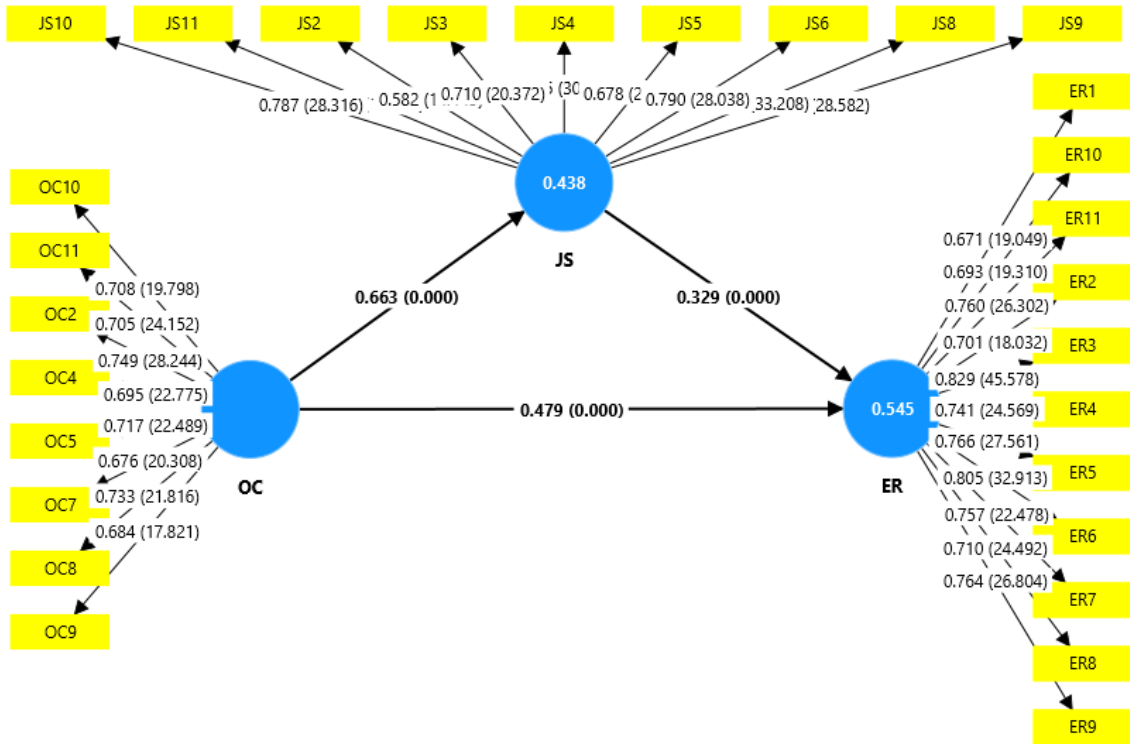 JS10 JS11 JS2 JS3 JS4 JS5 JS6 JS8 JS9
0.787 (28.316) 0.582 0.710 (20.372) 0.678 0.790 (28.038) 33.208) (28.582)
ER1
ER10
ER11
ER2
ER3
ER4
ER5
ER6
ER7
ER8
ER9
OC10
OC11
OC2
OC4
OC5
OC7
OC8
OC9
0.438
JS
0.663 (0.000)
0.329 (0.000)
0.708 (19.798)
0.705 (24.152)
0.749 (28.244)
0.695 (22.775)
0.717 (22.489)
0.676 (20.308)
0.733 (21.816)
0.684 (17.821)
OC
0.479 (0.000)
0.545
ER
0.671 (19.049)
0.693 (19.310)
0.760 (26.302)
0.701 (18.032)
0.829 (45.578)
0.741 (24.569)
0.766 (27.561)
0.805 (32.913)
0.757 (22.478)
0.710 (24.492)
0.764 (26.804)